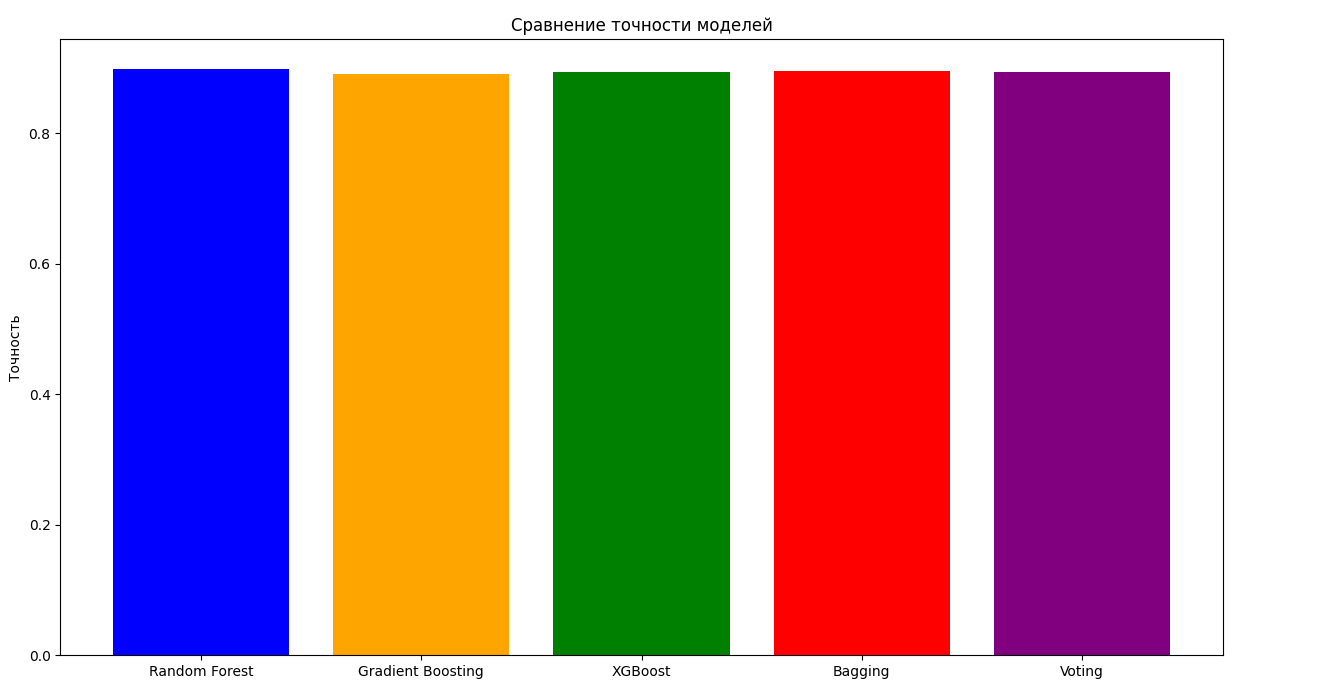 Сравнение точности моделей
Точность
0.8
0.6
0.4
0.2
0.0
Random Forest
Gradient Boosting
XGBoost
Bagging
Voting